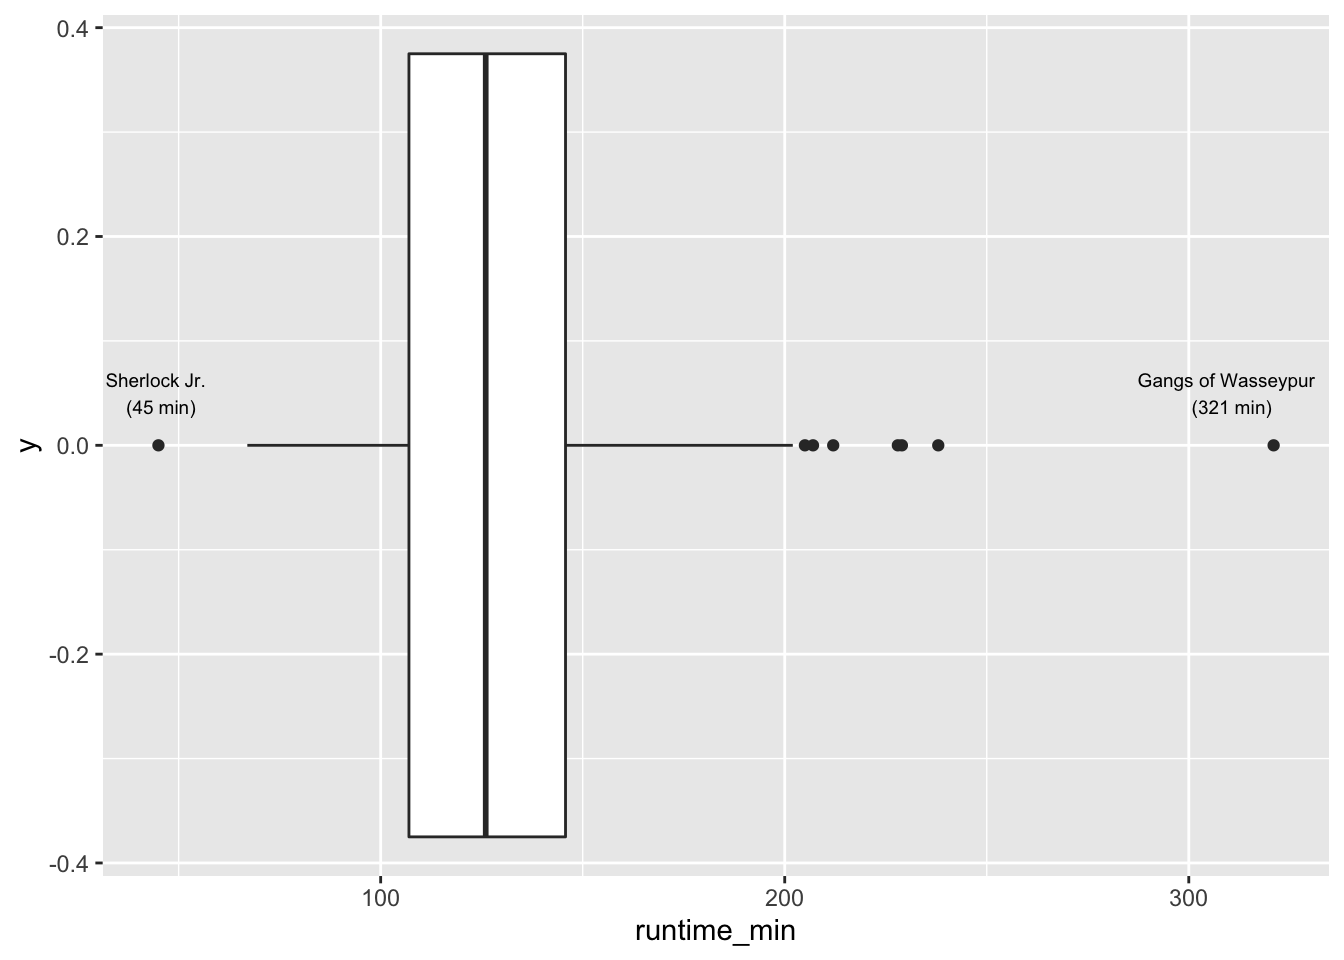 0.4
0.2
Sherlock Jr.
(45 min)
Gangs of Wasseypur
(321 min)
y
0.0
-0.2
-0.4
100
200
300
runtime_min